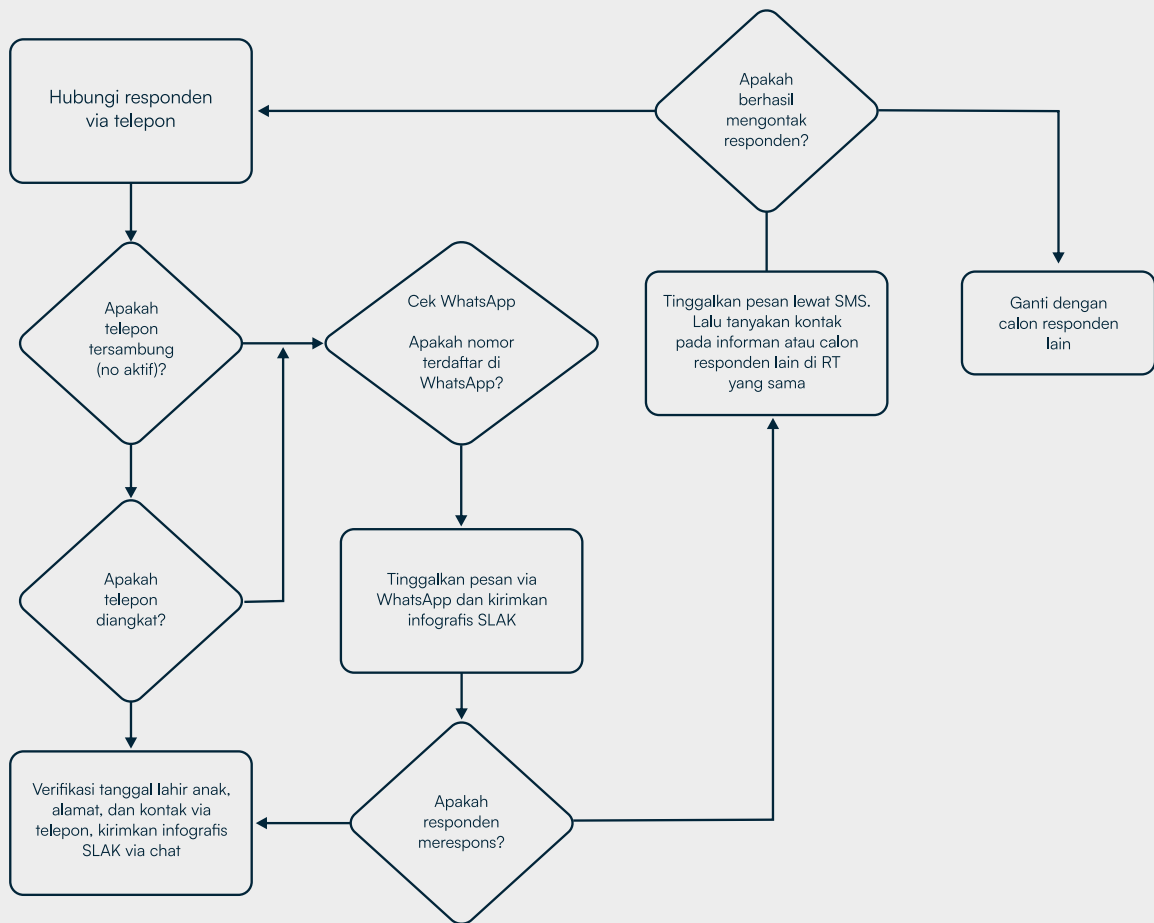 Hubungi responden
via telepon
Apakah
berhasil
mengontak
responden?
Apakah
telepon
tersambung
(no aktif)?
Cek WhatsApp
Apakah nomor
terdaftar di
WhatsApp?
Tinggalkan pesan lewat SMS.
Lalu tanyakan kontak
pada informan atau calon
responden lain di RT
yang sama
Ganti dengan
calon responden
lain
Apakah
telepon
diangkat?
Tinggalkan pesan via
WhatsApp dan kirimkan
infografis SLAK
Verifikasi tanggal lahir anak,
alamat, dan kontak via
telepon, kirimkan infografis
SLAK via chat
Apakah
responden
merespons?